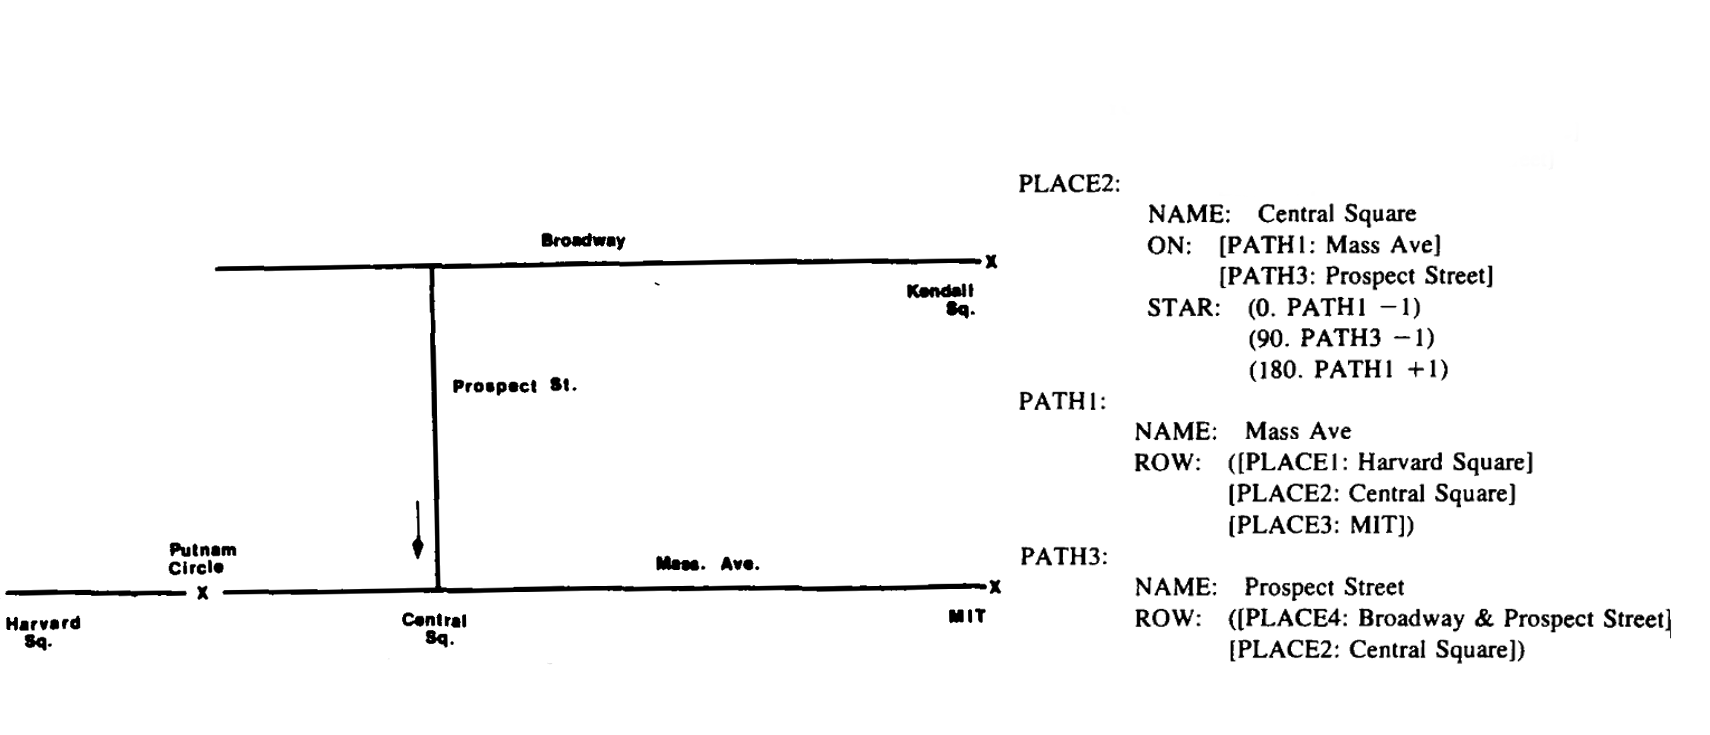 Broadway
X
Kendall
Sq.
Prospect St.
Putnam
Circle
X
Mass. Ave.
X
Harvard
Sq.
Central
Sq.
MIT
PLACE2:
NAME: Central Square
ON: [PATH1: Mass Ave]
[PATH3: Prospect Street]
STAR: (0. PATH1 −1)
(90. PATH3 −1)
(180. PATH1 +1)
PATH1:
NAME: Mass Ave
ROW: ([PLACE1: Harvard Square]
[PLACE2: Central Square]
[PLACE3: MIT])
PATH3:
NAME: Prospect Street
ROW: ([PLACE4: Broadway & Prospect Street]
[PLACE2: Central Square])